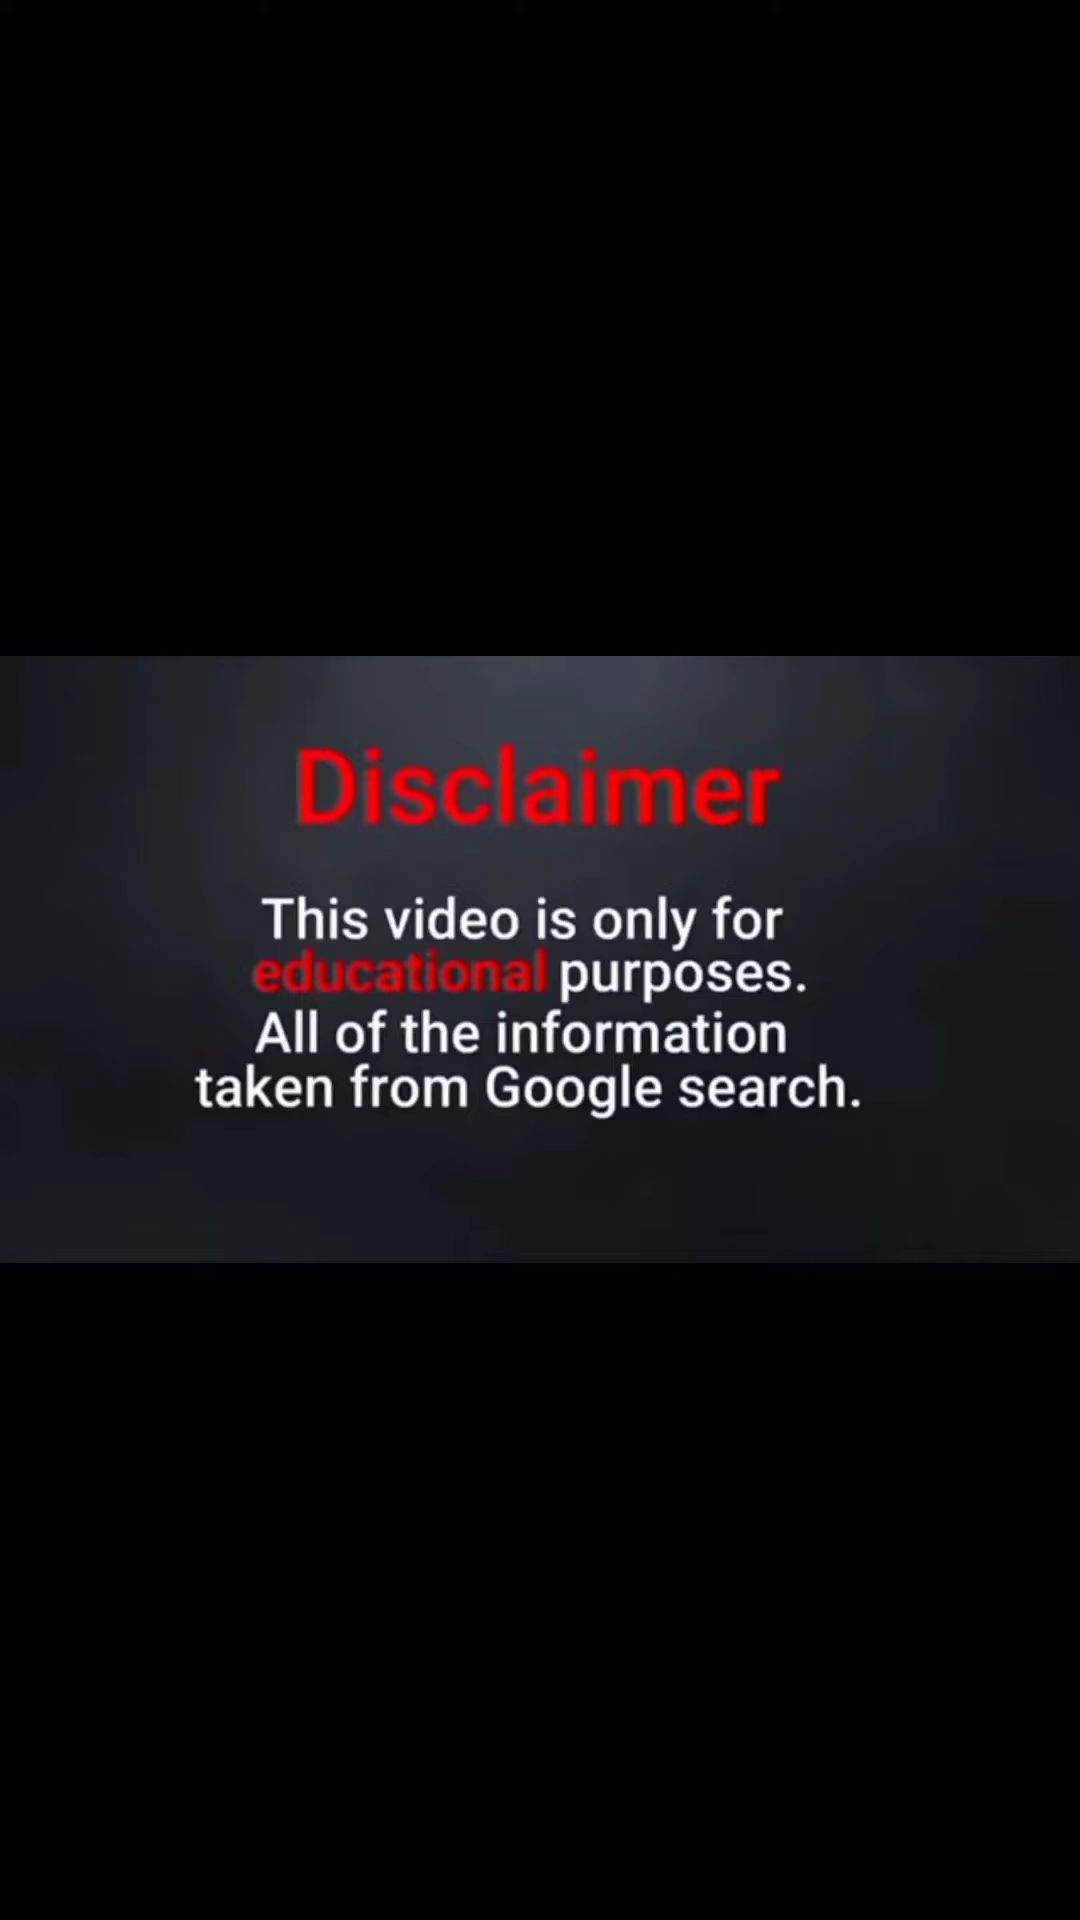 Disclaimer
This video is only for
educational purposes.
All of the information
taken from Google search.